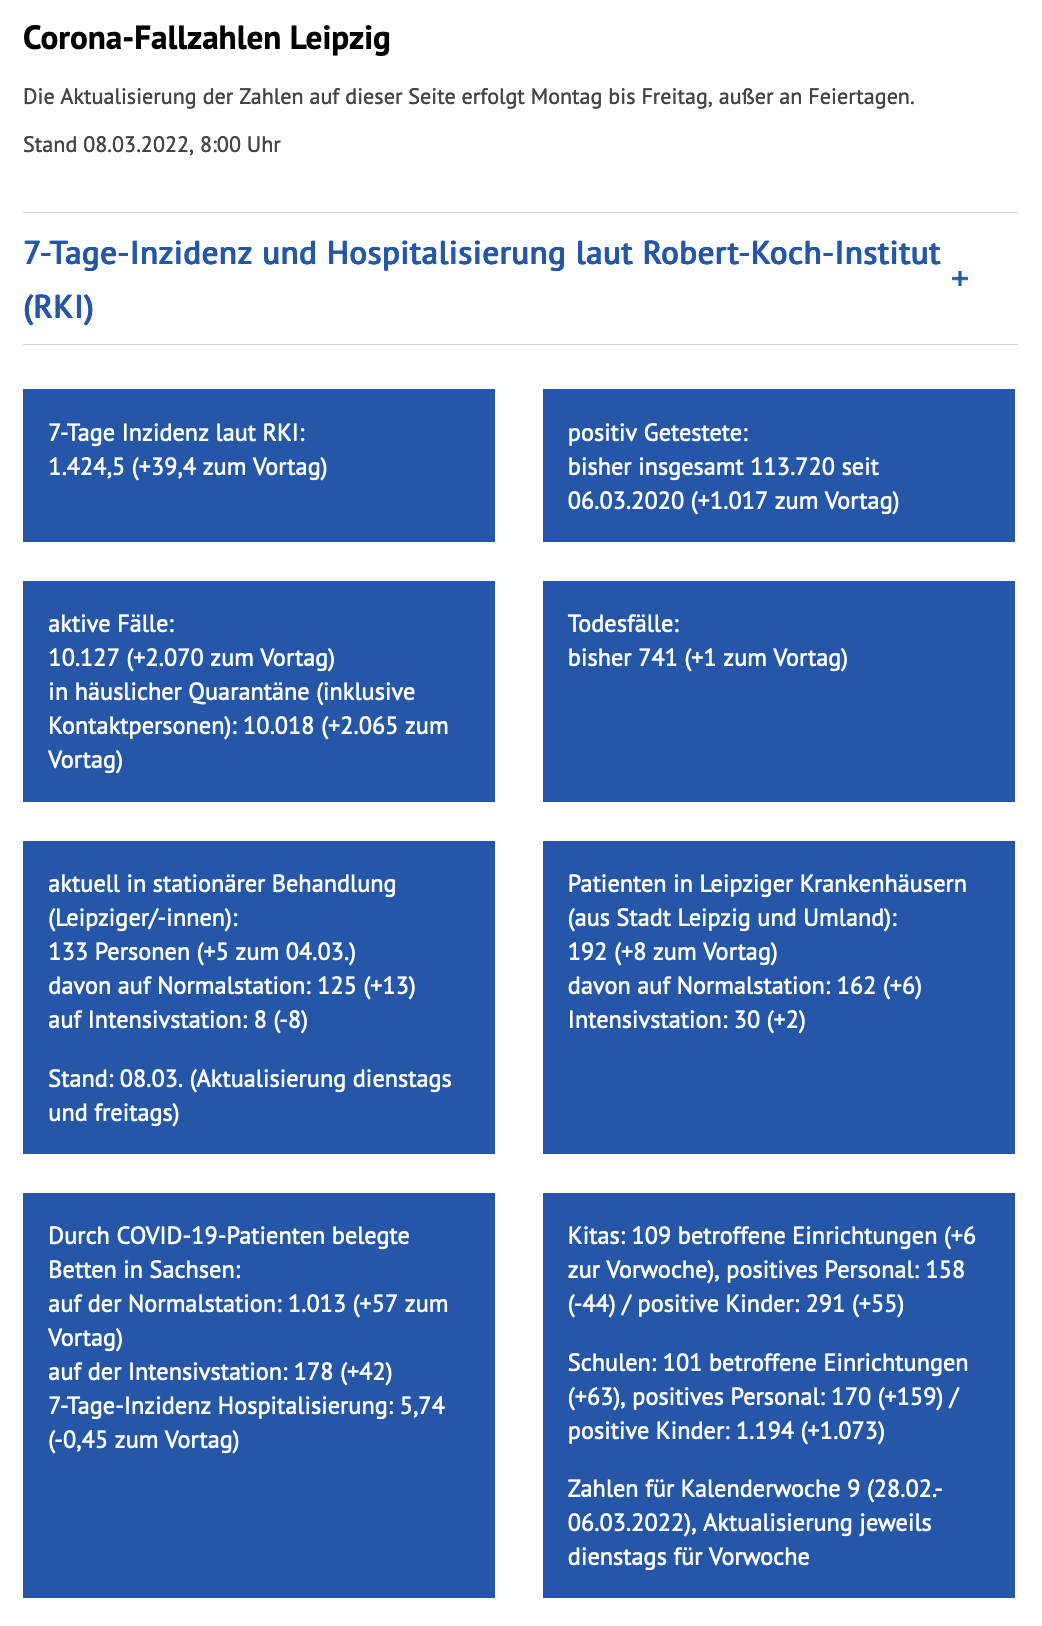 Corona-Fallzahlen Leipzig
Die Aktualisierung der Zahlen auf dieser Seite erfolgt Montag bis Freitag, außer an Feiertagen.
Stand 08.03.2022, 8:00 Uhr
7-Tage-Inzidenz und Hospitalisierung laut Robert-Koch-Institut
(RKI)
+
7-Tage Inzidenz laut RKI:
1.424,5 (+39,4 zum Vortag)
positiv Getestete:
bisher insgesamt 113.720 seit
06.03.2020 (+1.017 zum Vortag)
aktive Fälle:
10.127 (+2.070 zum Vortag)
in häuslicher Quarantäne (inklusive
Kontaktpersonen): 10.018 (+2.065 zum
Vortag)
Todesfälle:
bisher 741 (+1 zum Vortag)
aktuell in stationärer Behandlung
(Leipziger/-innen):
133 Personen (+5 zum 04.03.)
davon auf Normalstation: 125 (+13)
auf Intensivstation: 8 (-8)
Stand: 08.03. (Aktualisierung dienstags
und freitags)
Patienten in Leipziger Krankenhäusern
(aus Stadt Leipzig und Umland):
192 (+8 zum Vortag)
davon auf Normalstation: 162 (+6)
Intensivstation: 30 (+2)
Durch COVID-19-Patienten belegte
Betten in Sachsen:
auf der Normalstation: 1.013 (+57 zum
Vortag)
auf der Intensivstation: 178 (+42)
7-Tage-Inzidenz Hospitalisierung: 5,74
(-0,45 zum Vortag)
Kitas: 109 betroffene Einrichtungen (+6
zur Vorwoche), positives Personal: 158
(-44) / positive Kinder: 291 (+55)
Schulen: 101 betroffene Einrichtungen
(+63), positives Personal: 170 (+159) /
positive Kinder: 1.194 (+1.073)
Zahlen für Kalenderwoche 9 (28.02.-
06.03.2022), Aktualisierung jeweils
dienstags für Vorwoche